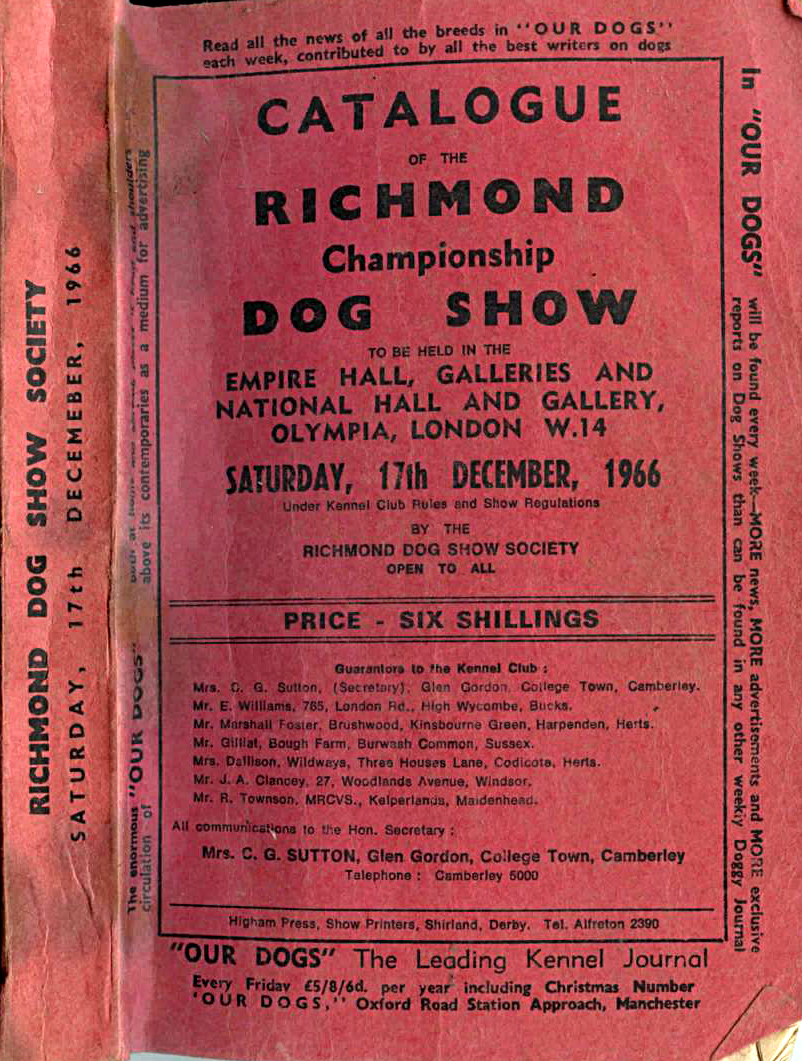 RICHMOND DOG SHOW SOCIETY
SATURDAY, 17th DECEMEBER, 1966
Read all the news of all the breeds in "OUR DOGS"
each week, contributed to by all the best writers on dogs
CATALOGUE
OF THE
RICHMOND
Championship
DOG SHOW
TO BE HELD IN THE
EMPIRE HALL, GALLERIES AND
NATIONAL HALL AND GALLERY,
OLYMPIA, LONDON W.14
SATURDAY, 17th DECEMBER, 1966
Under Kennel Club Rules and Show Regulations
BY THE
RICHMOND DOG SHOW SOCIETY
OPEN TO ALL
PRICE - SIX SHILLINGS
Guarantors to the Kennel Club :
Mrs. C. G. Sutton, (Secretary), Glen Gordon, College Town, Camberley.
Mr. E. Williams, 765, London Rd., High Wycombe, Bucks.
Mr. Marshall Foster, Brushwood, Kinsbourne Green, Harpenden, Herts.
Mr. Gilliat, Bough Farm, Burwash Common, Sussex.
Mrs. Dallison, Wildways, Three Houses Lane, Codicote, Herts.
Mr. J. A. Clancey, 27, Woodlands Avenue, Windsor.
Mr. R. Townson, MRCVS., Kelperlands, Maidenhead.
All communications to the Hon. Secretary :
Mrs. C. G. SUTTON, Glen Gordon, College Town, Camberley
Telephone : Camberley 5000
Higham Press, Show Printers, Shirland, Derby. Tel. Alfreton 2390
"OUR DOGS" The Leading Kennel Journal
Every Friday £5/8/6d. per year including Christmas Number
'OUR DOGS," Oxford Road Station Approach, Manchester
The enormous "OUR DOGS" both at home and shoulders
circulation of above its contemporaries as a medium for advertising
In "OUR DOGS" will be found every week—MORE news, MORE advertisements and MORE exclusive
reports on Dog Shows than can be found in any other weekly Doggy Journal